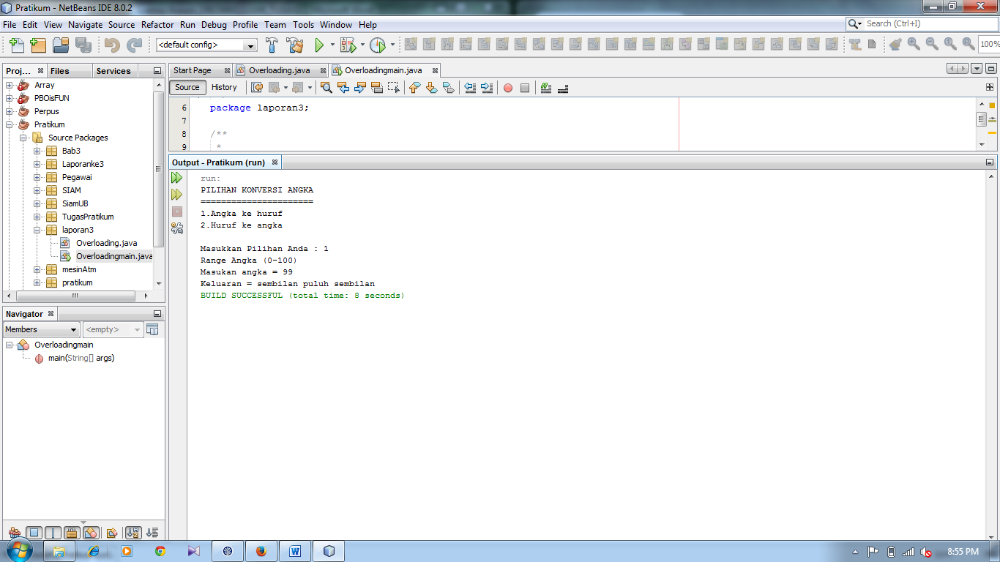 Pratikum - NetBeans IDE 8.0.2
File Edit View Navigate Source Refactor Run Debug Profile Team Tools Window Help
Search (Ctrl+I)
<default config>
100%
Proj... Files Services
Array
PBOisFUN
Perpus
Pratikum
Source Packages
Bab3
Laporanke3
Pegawai
SIAM
SiamUB
TugasPratikum
laporan3
Overloading.java
Overloadingmain.java
mesinAtm
pratikum
Navigator
Members <empty>
Overloadingmain
main(String[] args)
Start Page Overloading.java Overloadingmain.java
Source History
6 package laporan3;
7
8 /**
9 *
Output - Pratikum (run)
run:
PILIHAN KONVERSI ANGKA
======================
1.Angka ke huruf
2.Huruf ke angka
Masukkan Pilihan Anda : 1
Range Angka (0-100)
Masukan angka = 99
Keluaran = sembilan puluh sembilan
BUILD SUCCESSFUL (total time: 8 seconds)
8:55 PM